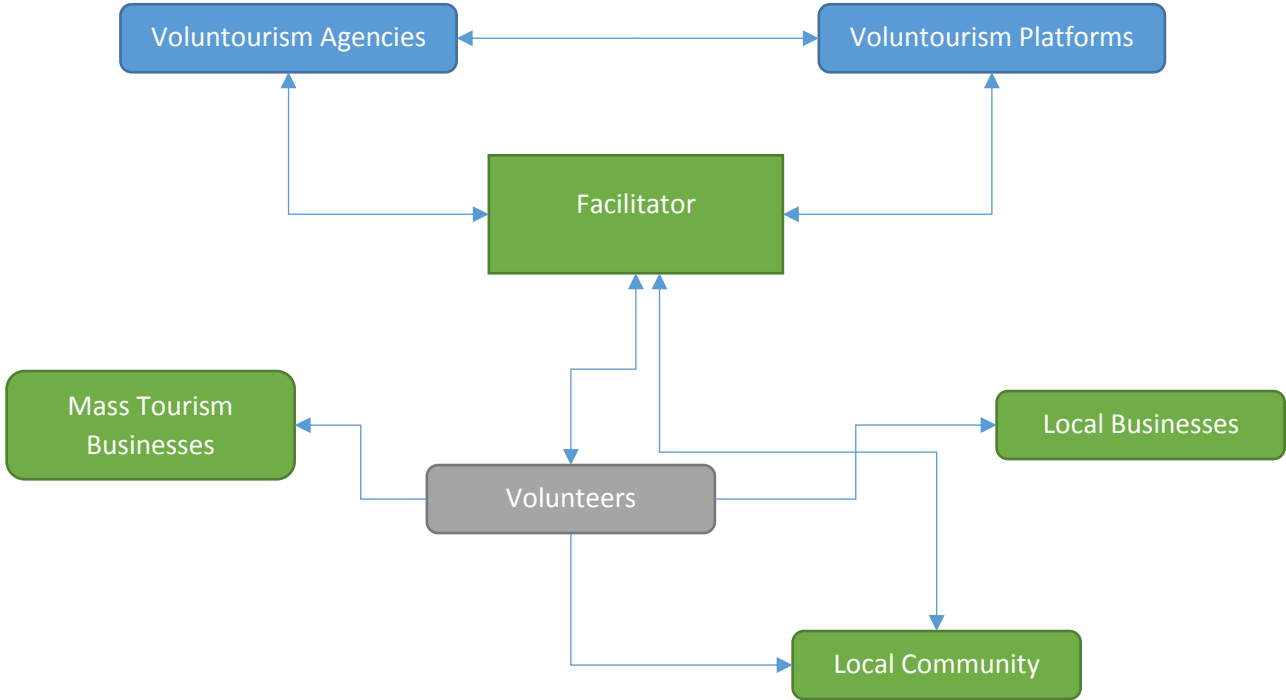 Voluntourism Agencies
Voluntourism Platforms
Facilitator
Mass Tourism
Businesses
Local Businesses
Volunteers
Local Community